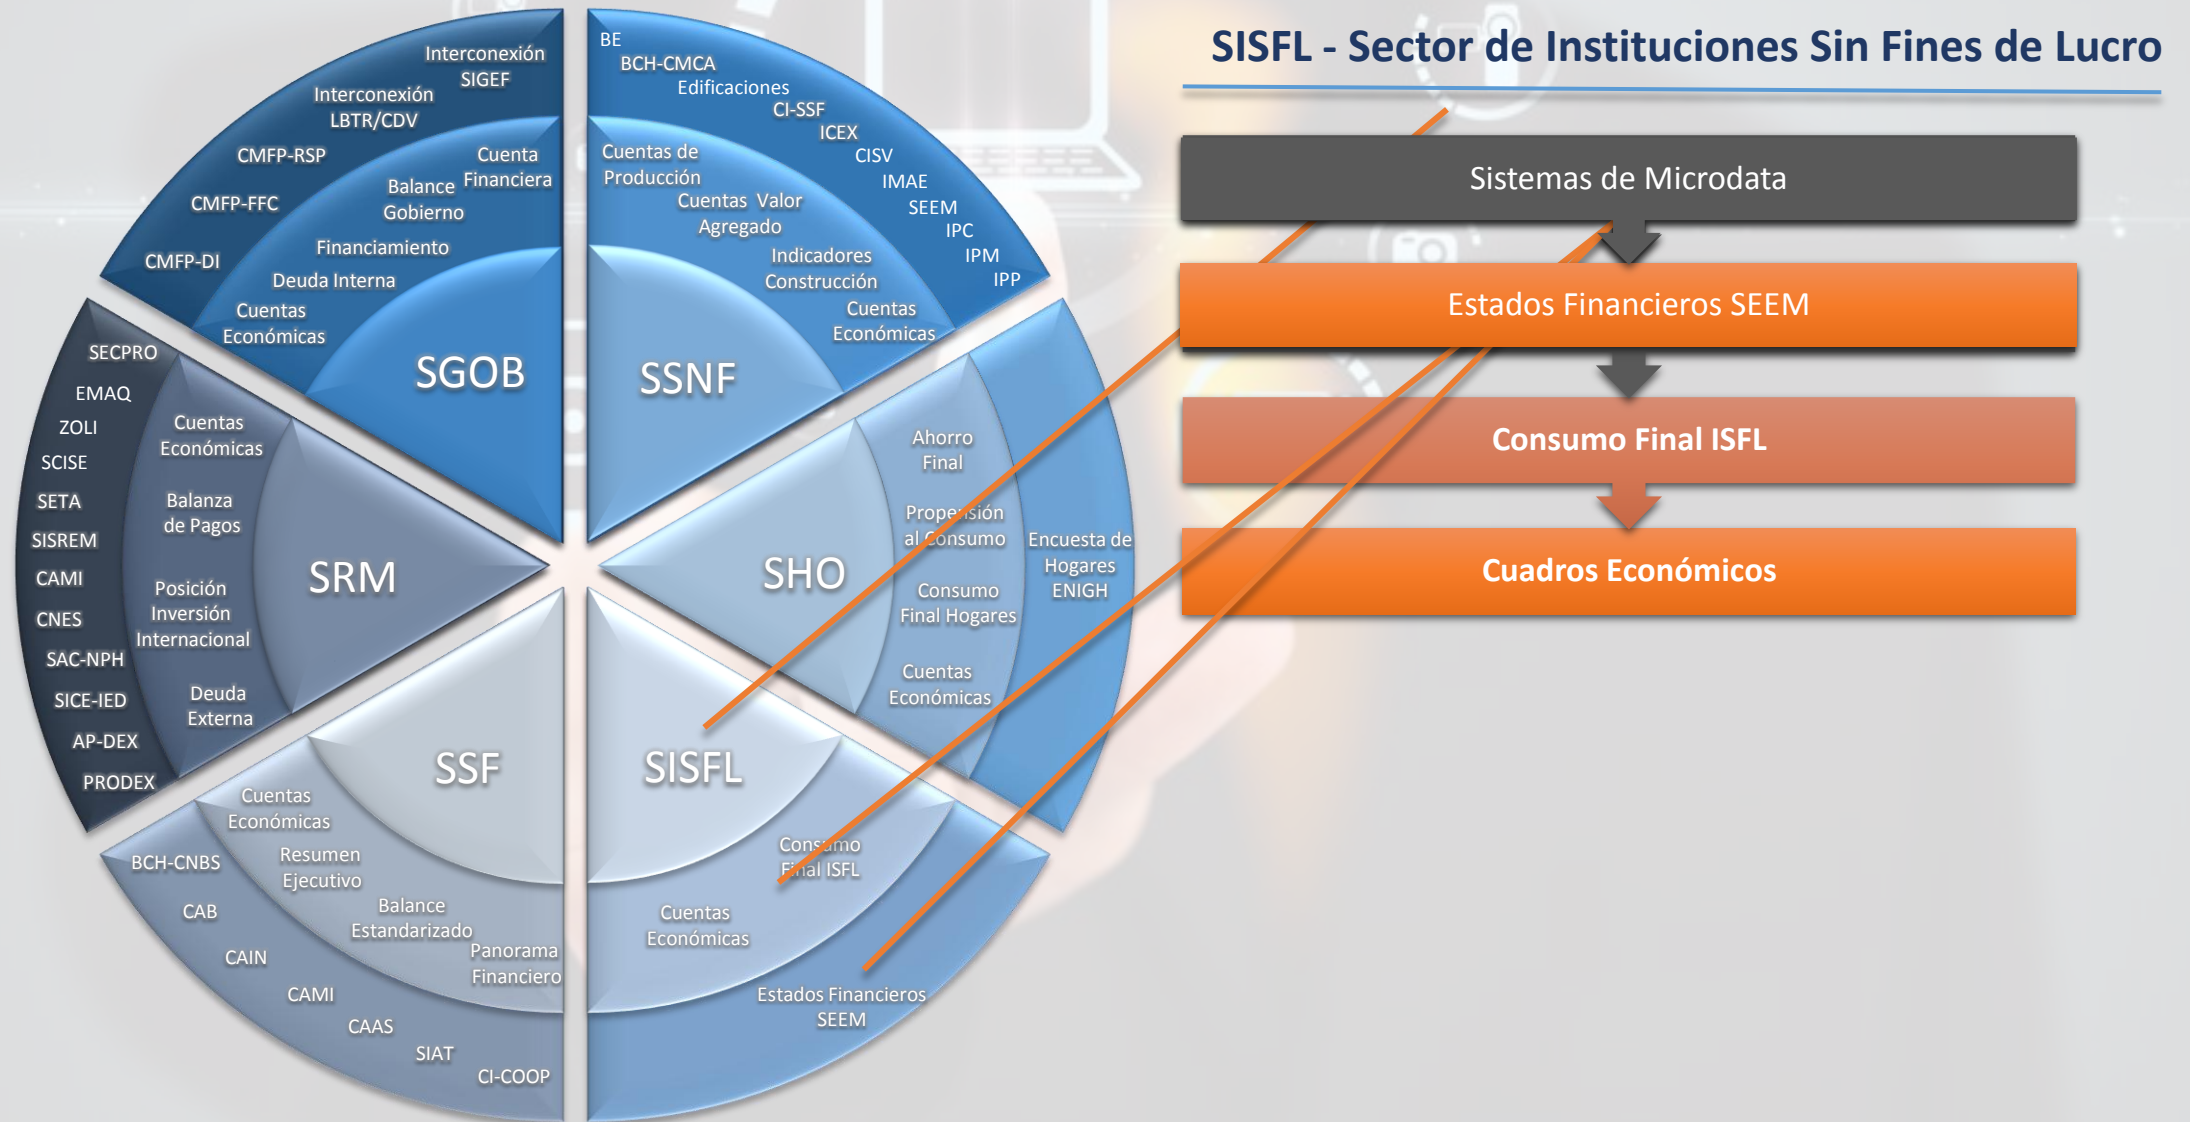 SISFL - Sector de Instituciones Sin Fines de Lucro
Sistemas de Microdata
Estados Financieros SEEM
Consumo Final ISFL
Cuadros Económicos
Interconexión
SIGEF
Interconexión
LBTR/CDV
CMFP-RSP
CMFP-FFC
CMFP-DI
Cuenta
Financiera
Balance
Gobierno
Financiamiento
Deuda Interna
Cuentas
Económicas
SGOB
BE
BCH-CMCA
Edificaciones
CI-SSF
ICEX
CISV
IMAE
SEEM
IPC
IPM
IPP
Cuentas de
Producción
Cuentas Valor
Agregado
Indicadores
Construcción
Cuentas
Económicas
SSNF
SECPRO
EMAQ
ZOLI
SCISE
SETA
SISREM
CAMI
CNES
SAC-NPH
SICE-IED
AP-DEX
PRODEX
Cuentas
Económicas
Balanza
de Pagos
Posición
Inversión
Internacional
Deuda
Externa
SRM
SHO
Ahorro
Final
Propensión
al Consumo
Consumo
Final Hogares
Cuentas
Económicas
Encuesta de
Hogares
ENIGH
SSF
Cuentas
Económicas
Resumen
Ejecutivo
Balance
Estandarizado
Panorama
Financiero
BCH-CNBS
CAB
CAIN
CAMI
CAAS
SIAT
CI-COOP
SISFL
Consumo
Final ISFL
Cuentas
Económicas
Estados Financieros
SEEM